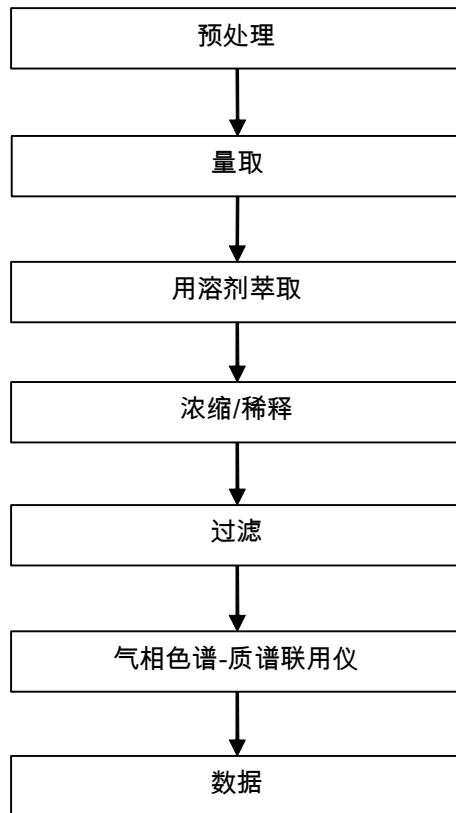 预处理
量取
用溶剂萃取
浓缩/稀释
过滤
气相色谱-质谱联用仪
数据